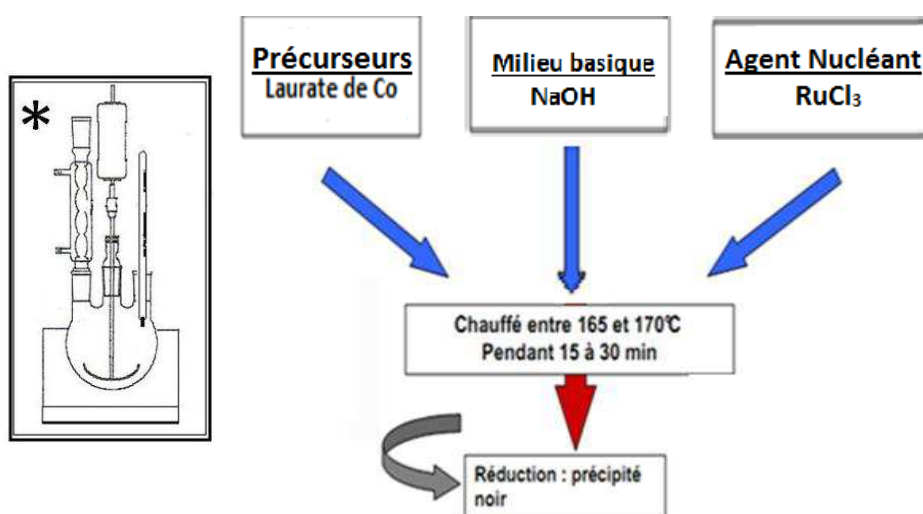 *
Précurseurs
Laurate de Co
Milieu basique
NaOH
Agent Nucléant
RuCl₃
Chauffé entre 165 et 170°C
Pendant 15 à 30 min
Réduction : précipité
noir